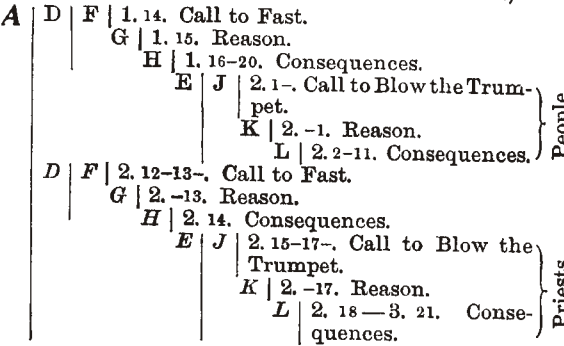 A | D | F | 1. 14. Call to Fast.
G | 1. 15. Reason.
H | 1. 16–20. Consequences.
E | J | 2. 1–. Call to Blow the Trum-
pet.
K | 2. –1. Reason.
L | 2. 2–11. Consequences.
People
D | F | 2. 12–13–. Call to Fast.
G | 2. –13. Reason.
H | 2. 14. Consequences.
E | J | 2. 15–17–. Call to Blow the
Trumpet.
K | 2. –17. Reason.
L | 2. 18 — 3. 21. Conse-
quences.
Priests